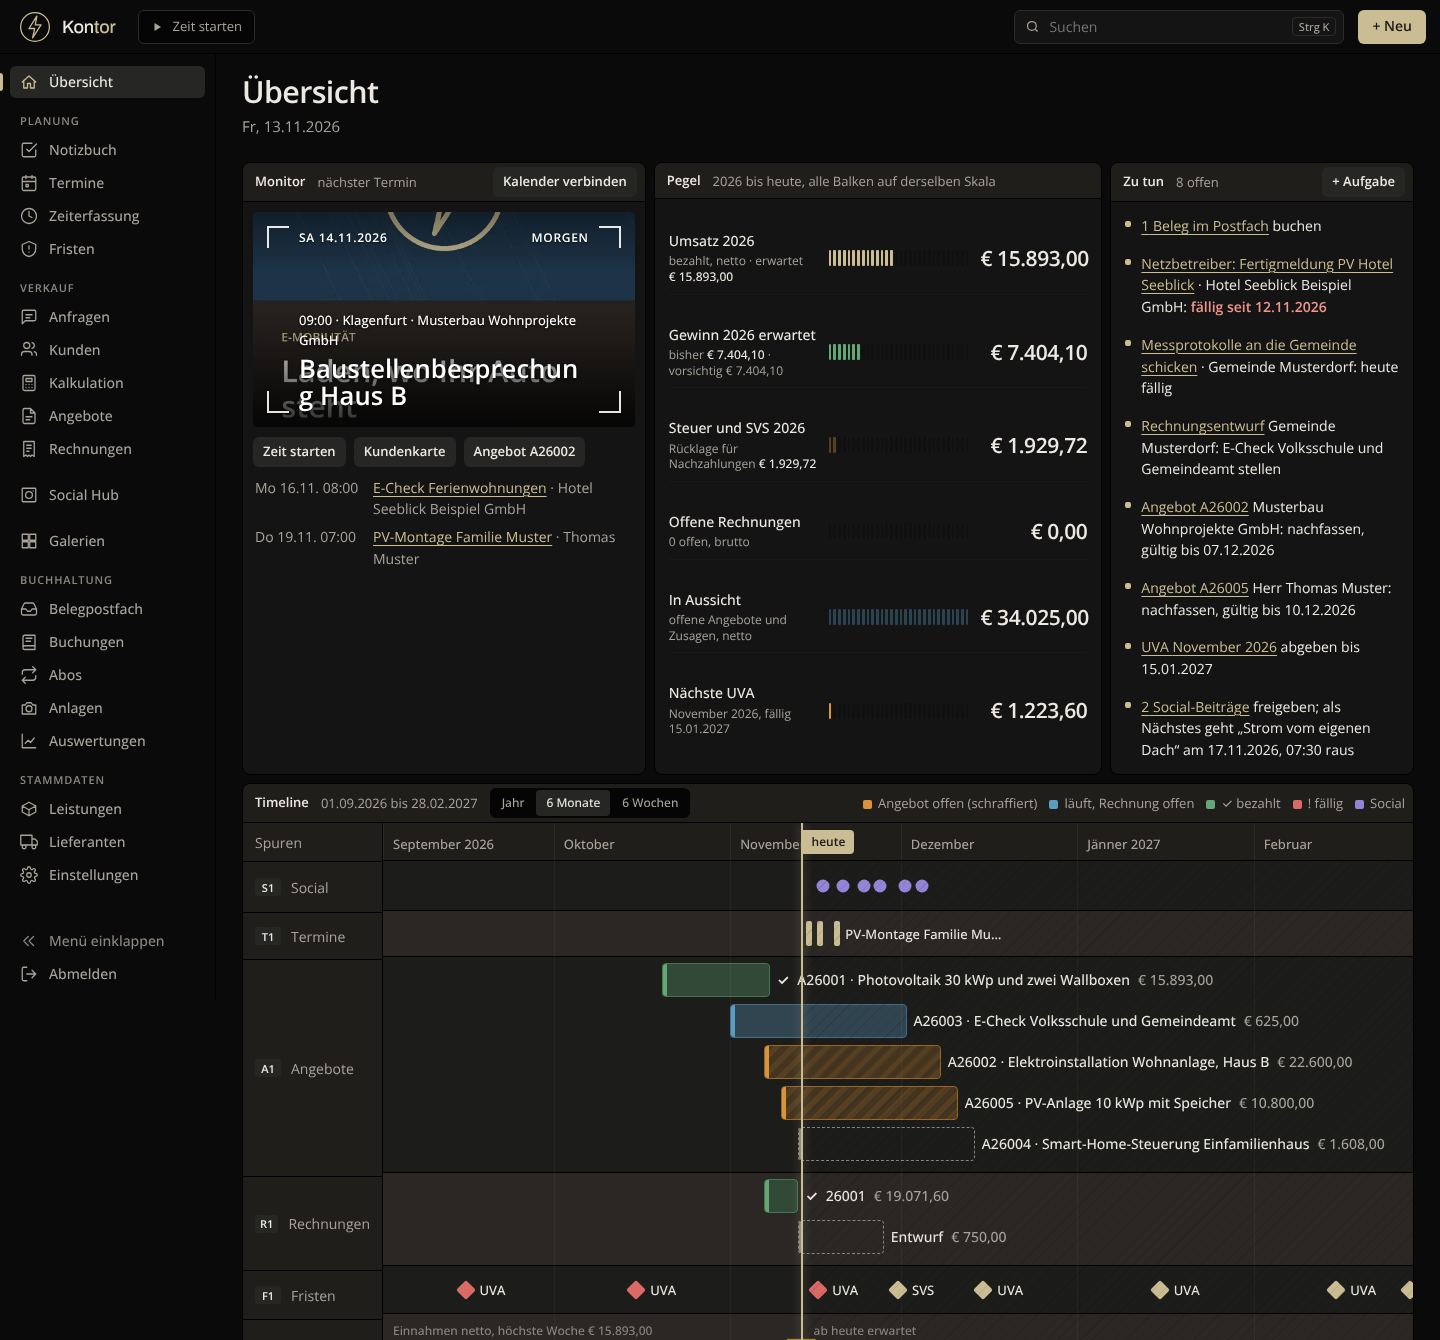 Kontor
Zeit starten
Suchen
Strg K
+ Neu
Übersicht
PLANUNG
Notizbuch
Termine
Zeiterfassung
Fristen
VERKAUF
Anfragen
Kunden
Kalkulation
Angebote
Rechnungen
Social Hub
Galerien
BUCHHALTUNG
Belegpostfach
Buchungen
Abos
Anlagen
Auswertungen
STAMMDATEN
Leistungen
Lieferanten
Einstellungen
Menü einklappen
Abmelden
Übersicht
Fr, 13.11.2026
Monitor nächster Termin Kalender verbinden
SA 14.11.2026 MORGEN
09:00 · Klagenfurt · Musterbau Wohnprojekte
GmbH
E-MOBILITÄT
Laden, wo Ihr Auto
steht
Baustellenbesprechun
g Haus B
Zeit starten Kundenkarte Angebot A26002
Mo 16.11. 08:00 E-Check Ferienwohnungen · Hotel
Seeblick Beispiel GmbH
Do 19.11. 07:00 PV-Montage Familie Muster · Thomas
Muster
Pegel 2026 bis heute, alle Balken auf derselben Skala
Umsatz 2026
bezahlt, netto · erwartet
€ 15.893,00
€ 15.893,00
Gewinn 2026 erwartet
bisher € 7.404,10 ·
vorsichtig € 7.404,10
€ 7.404,10
Steuer und SVS 2026
Rücklage für
Nachzahlungen € 1.929,72
€ 1.929,72
Offene Rechnungen
0 offen, brutto
€ 0,00
In Aussicht
offene Angebote und
Zusagen, netto
€ 34.025,00
Nächste UVA
November 2026, fällig
15.01.2027
€ 1.223,60
Zu tun 8 offen + Aufgabe
1 Beleg im Postfach buchen
Netzbetreiber: Fertigmeldung PV Hotel
Seeblick · Hotel Seeblick Beispiel
GmbH: fällig seit 12.11.2026
Messprotokolle an die Gemeinde
schicken · Gemeinde Musterdorf: heute
fällig
Rechnungsentwurf Gemeinde
Musterdorf: E-Check Volksschule und
Gemeindeamt stellen
Angebot A26002 Musterbau
Wohnprojekte GmbH: nachfassen,
gültig bis 07.12.2026
Angebot A26005 Herr Thomas Muster:
nachfassen, gültig bis 10.12.2026
UVA November 2026 abgeben bis
15.01.2027
2 Social-Beiträge freigeben; als
Nächstes geht „Strom vom eigenen
Dach“ am 17.11.2026, 07:30 raus
Timeline 01.09.2026 bis 28.02.2027 Jahr 6 Monate 6 Wochen
Angebot offen (schraffiert) läuft, Rechnung offen ✓ bezahlt ! fällig Social
Spuren September 2026 Oktober Novembe heute Dezember Jänner 2027 Februar
S1 Social
T1 Termine PV-Montage Familie Mu...
A1 Angebote
✓ A26001 · Photovoltaik 30 kWp und zwei Wallboxen € 15.893,00
A26003 · E-Check Volksschule und Gemeindeamt € 625,00
A26002 · Elektroinstallation Wohnanlage, Haus B € 22.600,00
A26005 · PV-Anlage 10 kWp mit Speicher € 10.800,00
A26004 · Smart-Home-Steuerung Einfamilienhaus € 1.608,00
R1 Rechnungen
✓ 26001 € 19.071,60
Entwurf € 750,00
F1 Fristen UVA UVA UVA SVS UVA UVA UVA
Einnahmen netto, höchste Woche € 15.893,00 ab heute erwartet